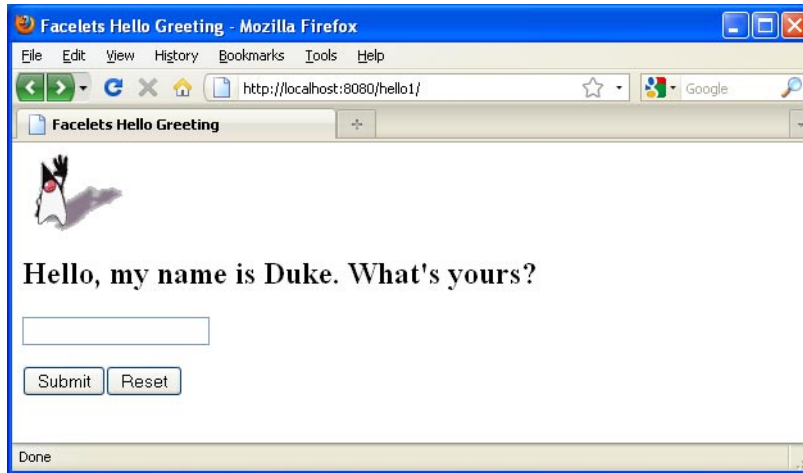 Facelets Hello Greeting - Mozilla Firefox
File Edit View History Bookmarks Tools Help
http://localhost:8080/hello1/ Google
Facelets Hello Greeting
Hello, my name is Duke. What's yours?
Submit Reset
Done